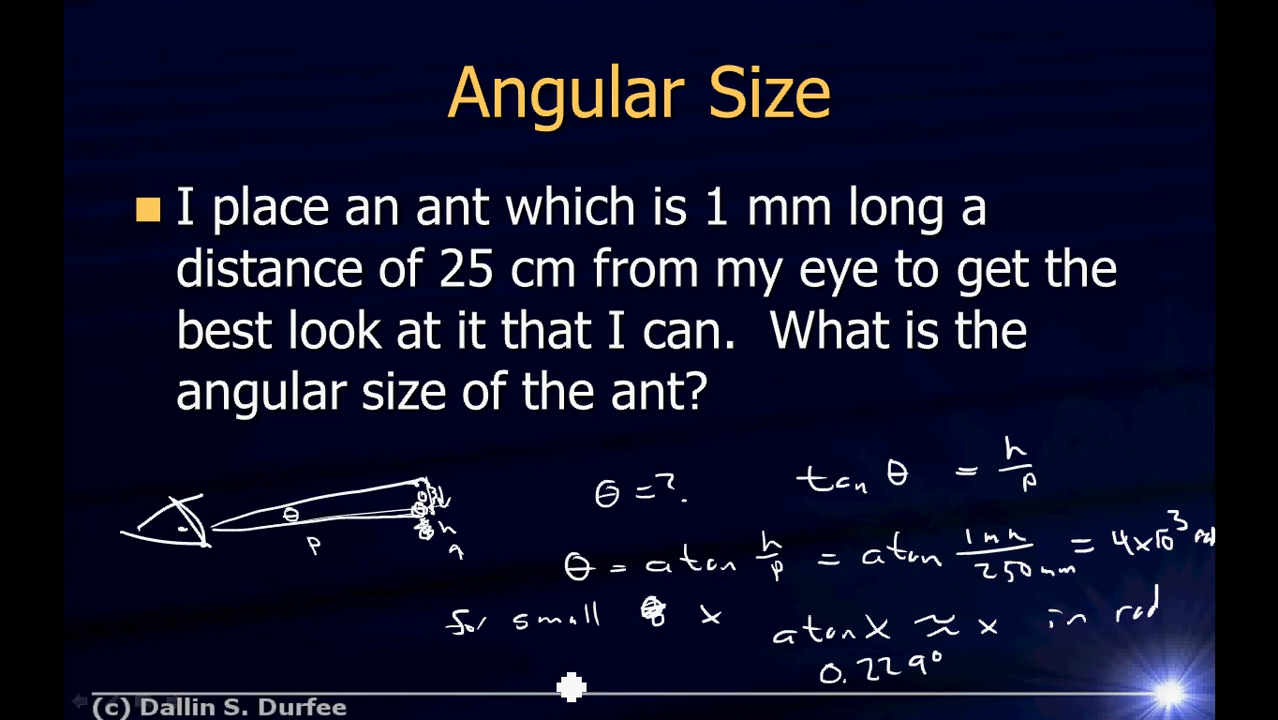 Angular Size
I place an ant which is 1 mm long a
distance of 25 cm from my eye to get the
best look at it that I can. What is the
angular size of the ant?
θ = ?
tan θ = h/p
θ
p
h
θ = atan h/p = atan 1mm/250mm = 4x10^3 rad
for small x
atan x ≈ x in rad
0.229°
(c) Dallin S. Durfee